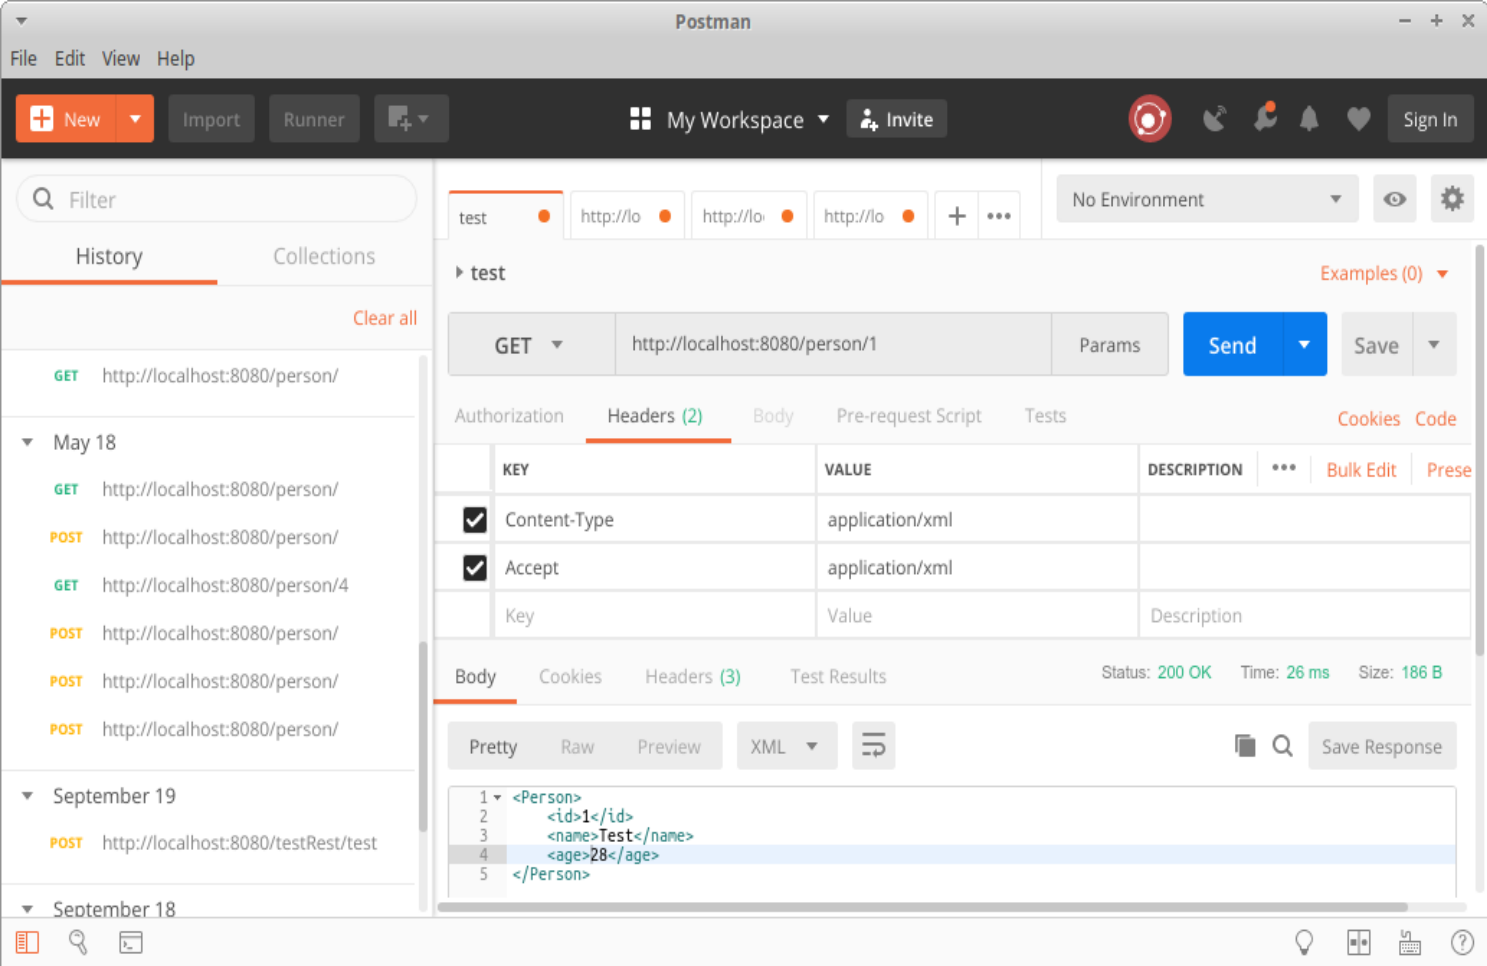 Postman
File Edit View Help
New Import Runner My Workspace Invite Sign In
Filter
History Collections
Clear all
GET http://localhost:8080/person/
May 18
GET http://localhost:8080/person/
POST http://localhost:8080/person/
GET http://localhost:8080/person/4
POST http://localhost:8080/person/
POST http://localhost:8080/person/
POST http://localhost:8080/person/
September 19
POST http://localhost:8080/testRest/test
September 18
test http://lo http://lo http://lo + ••• No Environment
test Examples (0)
GET http://localhost:8080/person/1 Params Send Save
Authorization Headers (2) Body Pre-request Script Tests Cookies Code
KEY VALUE DESCRIPTION ••• Bulk Edit Prese
Content-Type application/xml
Accept application/xml
Key Value Description
Body Cookies Headers (3) Test Results Status: 200 OK Time: 26 ms Size: 186 B
Pretty Raw Preview XML Save Response
1 <Person>
2 <id>1</id>
3 <name>Test</name>
4 <age>28</age>
5 </Person>